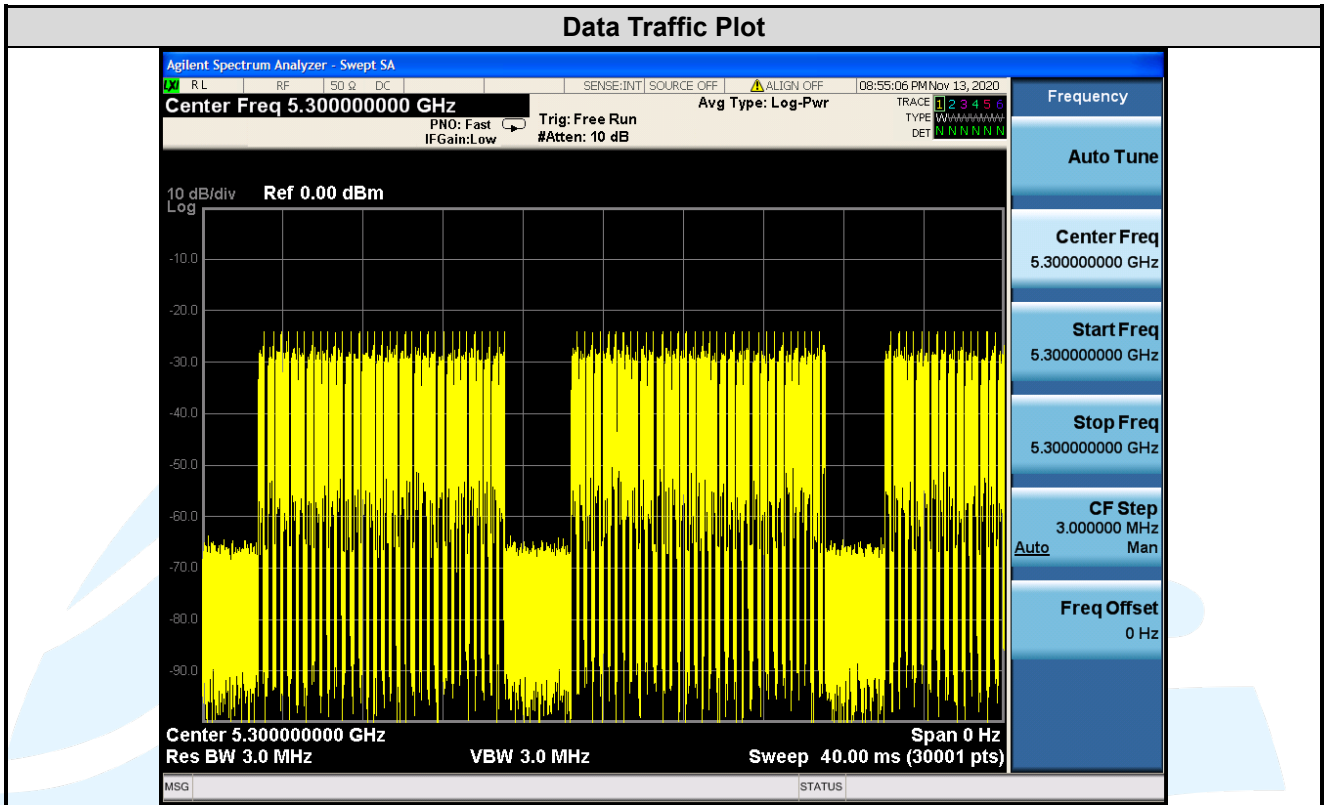 Data Traffic Plot
Agilent Spectrum Analyzer - Swept SA
LXI RL RF 50 Ω DC SENSE:INT SOURCE OFF ALIGN OFF 08:55:06 PM Nov 13, 2020
Center Freq 5.300000000 GHz
PNO: Fast
IFGain:Low
Trig: Free Run
#Atten: 10 dB
Avg Type: Log-Pwr
TRACE 1 2 3 4 5 6
TYPE WWWWWW
DET N N N N N N
10 dB/div Ref 0.00 dBm
Log
-10.0
-20.0
-30.0
-40.0
-50.0
-60.0
-70.0
-80.0
-90.0
Center 5.300000000 GHz Span 0 Hz
Res BW 3.0 MHz VBW 3.0 MHz Sweep 40.00 ms (30001 pts)
MSG STATUS
Frequency
Auto Tune
Center Freq
5.300000000 GHz
Start Freq
5.300000000 GHz
Stop Freq
5.300000000 GHz
CF Step
3.000000 MHz
Auto Man
Freq Offset
0 Hz